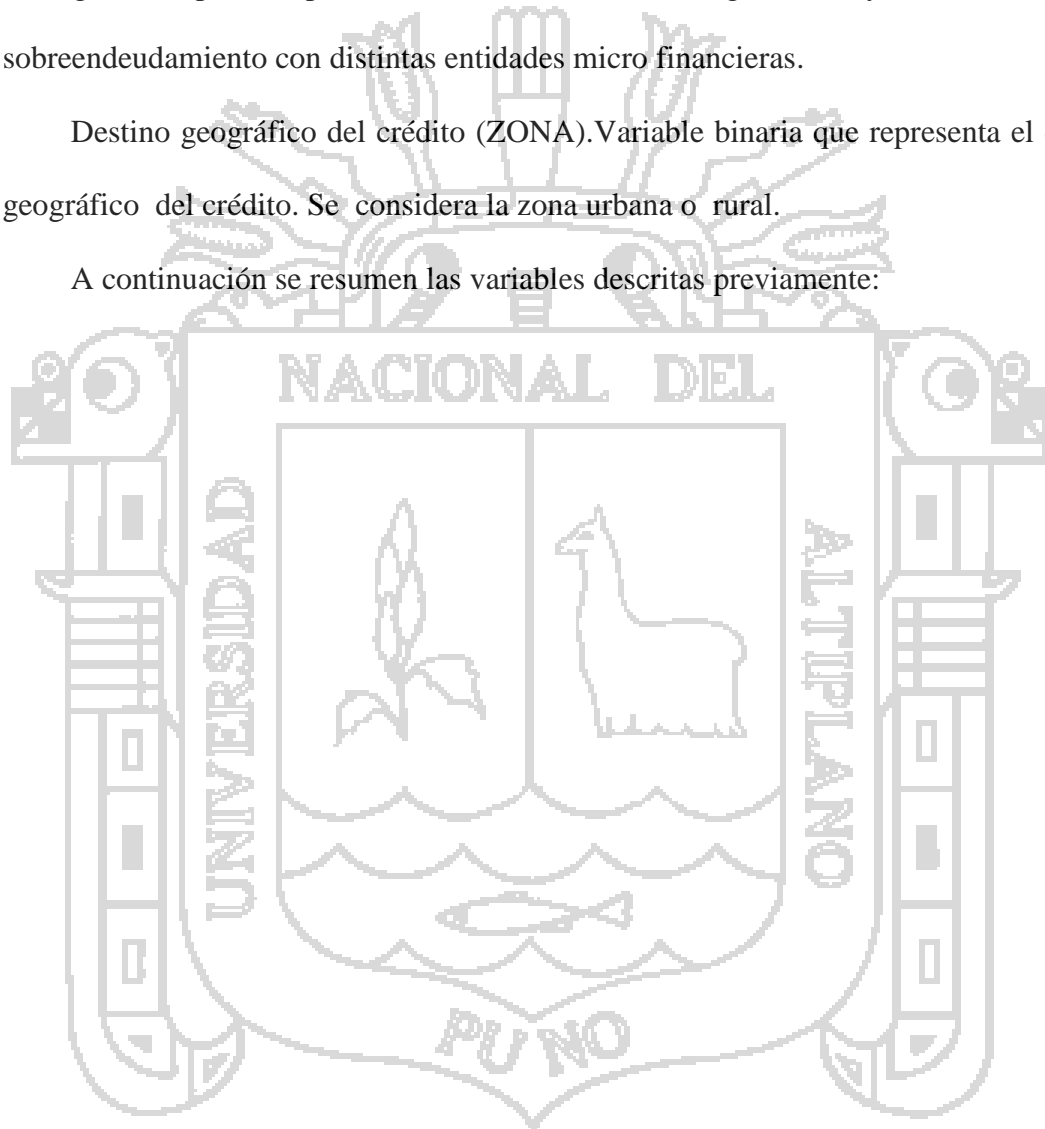 sobreendeudamiento con distintas entidades micro financieras.
Destino geográfico del crédito (ZONA).Variable binaria que representa el
geográfico del crédito. Se considera la zona urbana o rural.
A continuación se resumen las variables descritas previamente:
NACIONAL DEL
UNIVERSIDAD
ALTIPLANO
PUNO